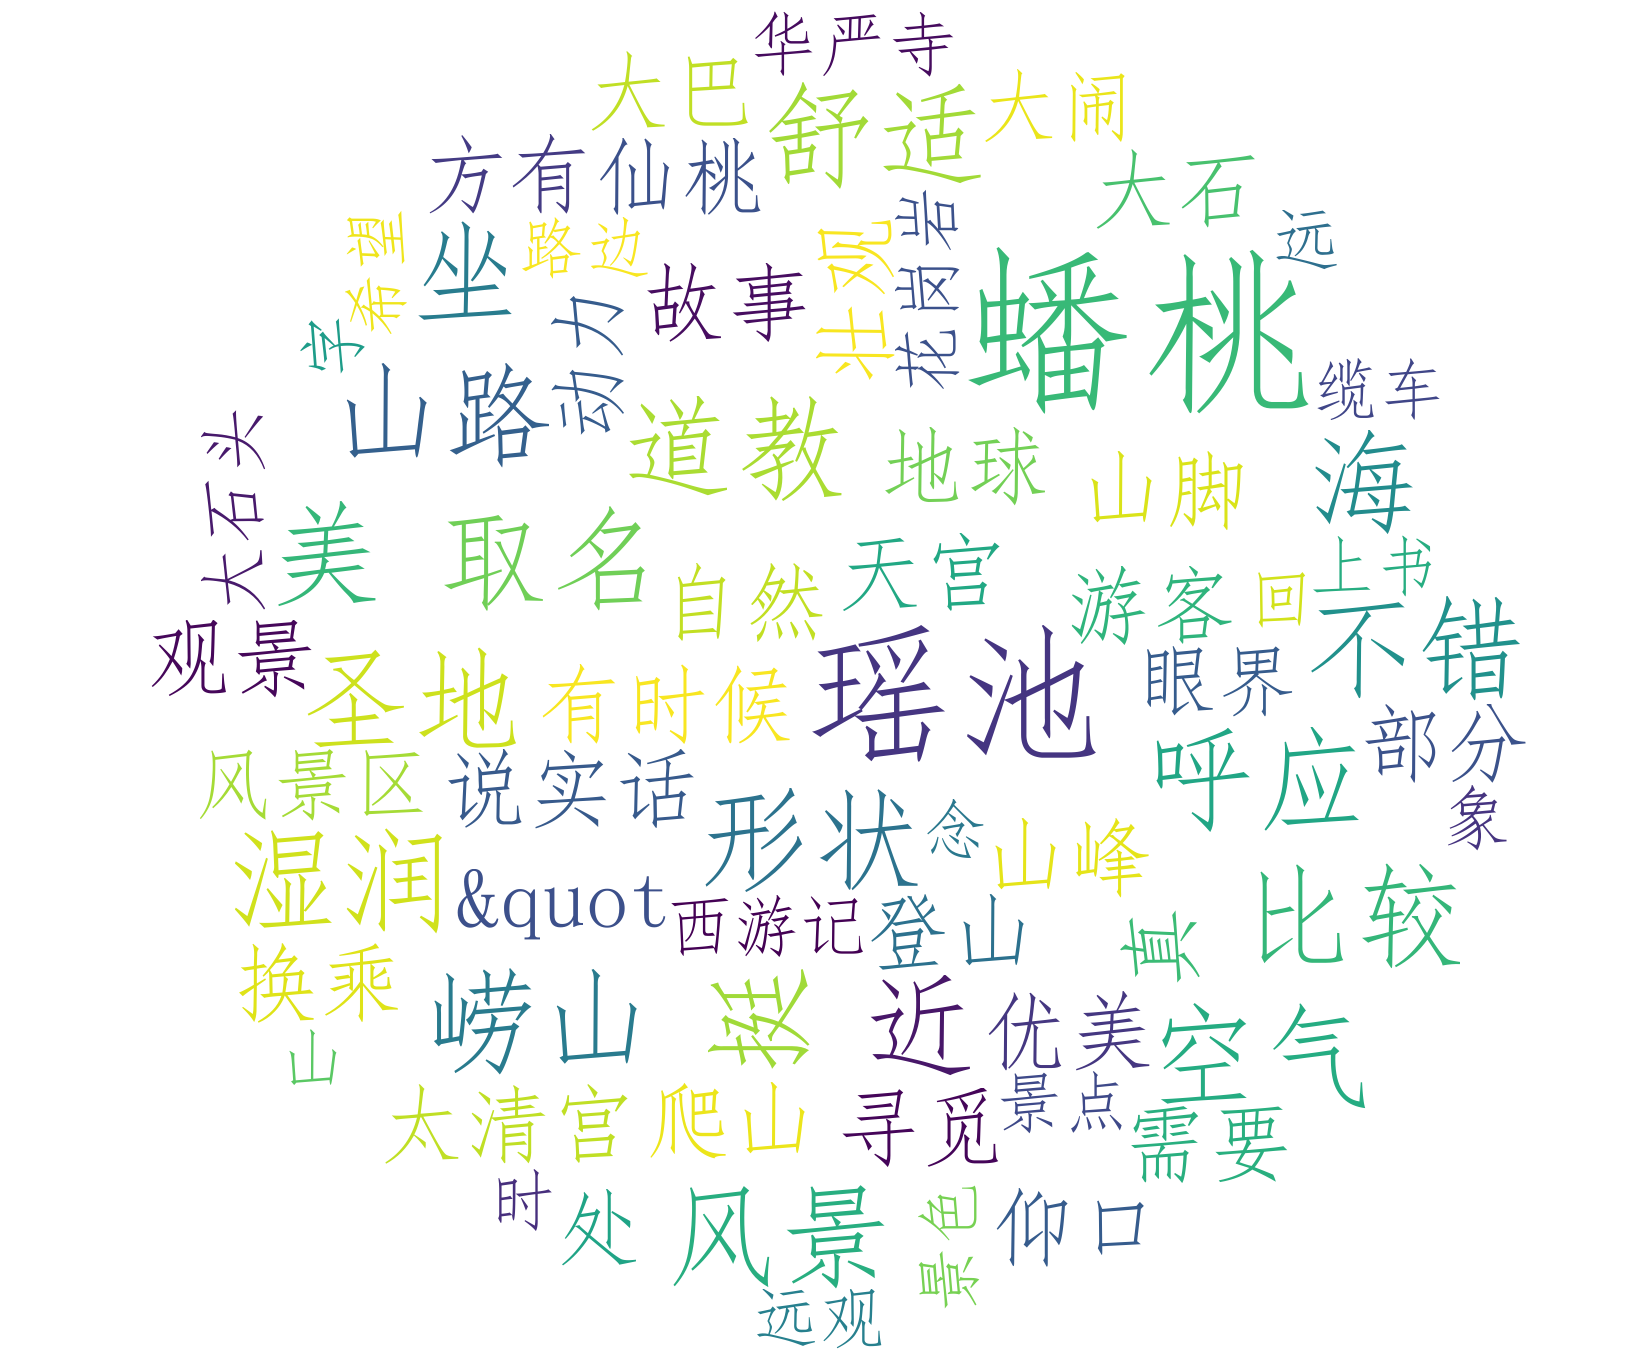 华严寺
大巴
舒适
大闹
方有仙桃
大石
希望
坐
路边
壮观
花岗岩
远
字
动力
故事
蟠桃
山路
缆车
大石头
道教
地球
山脚
海
美
取名
自然
天宫
游客
回
上书
不错
观景
圣地
有时候
瑶池
眼界
部分
风景区
说实话
形状
念
呼应
象
湿润
&quot
西游记
登山
山峰
真
比较
换乘
崂山
挺
近
优美
空气
山
太清宫
爬山
寻觅
景点
需要
时
处
风景
景色
仰口
远观